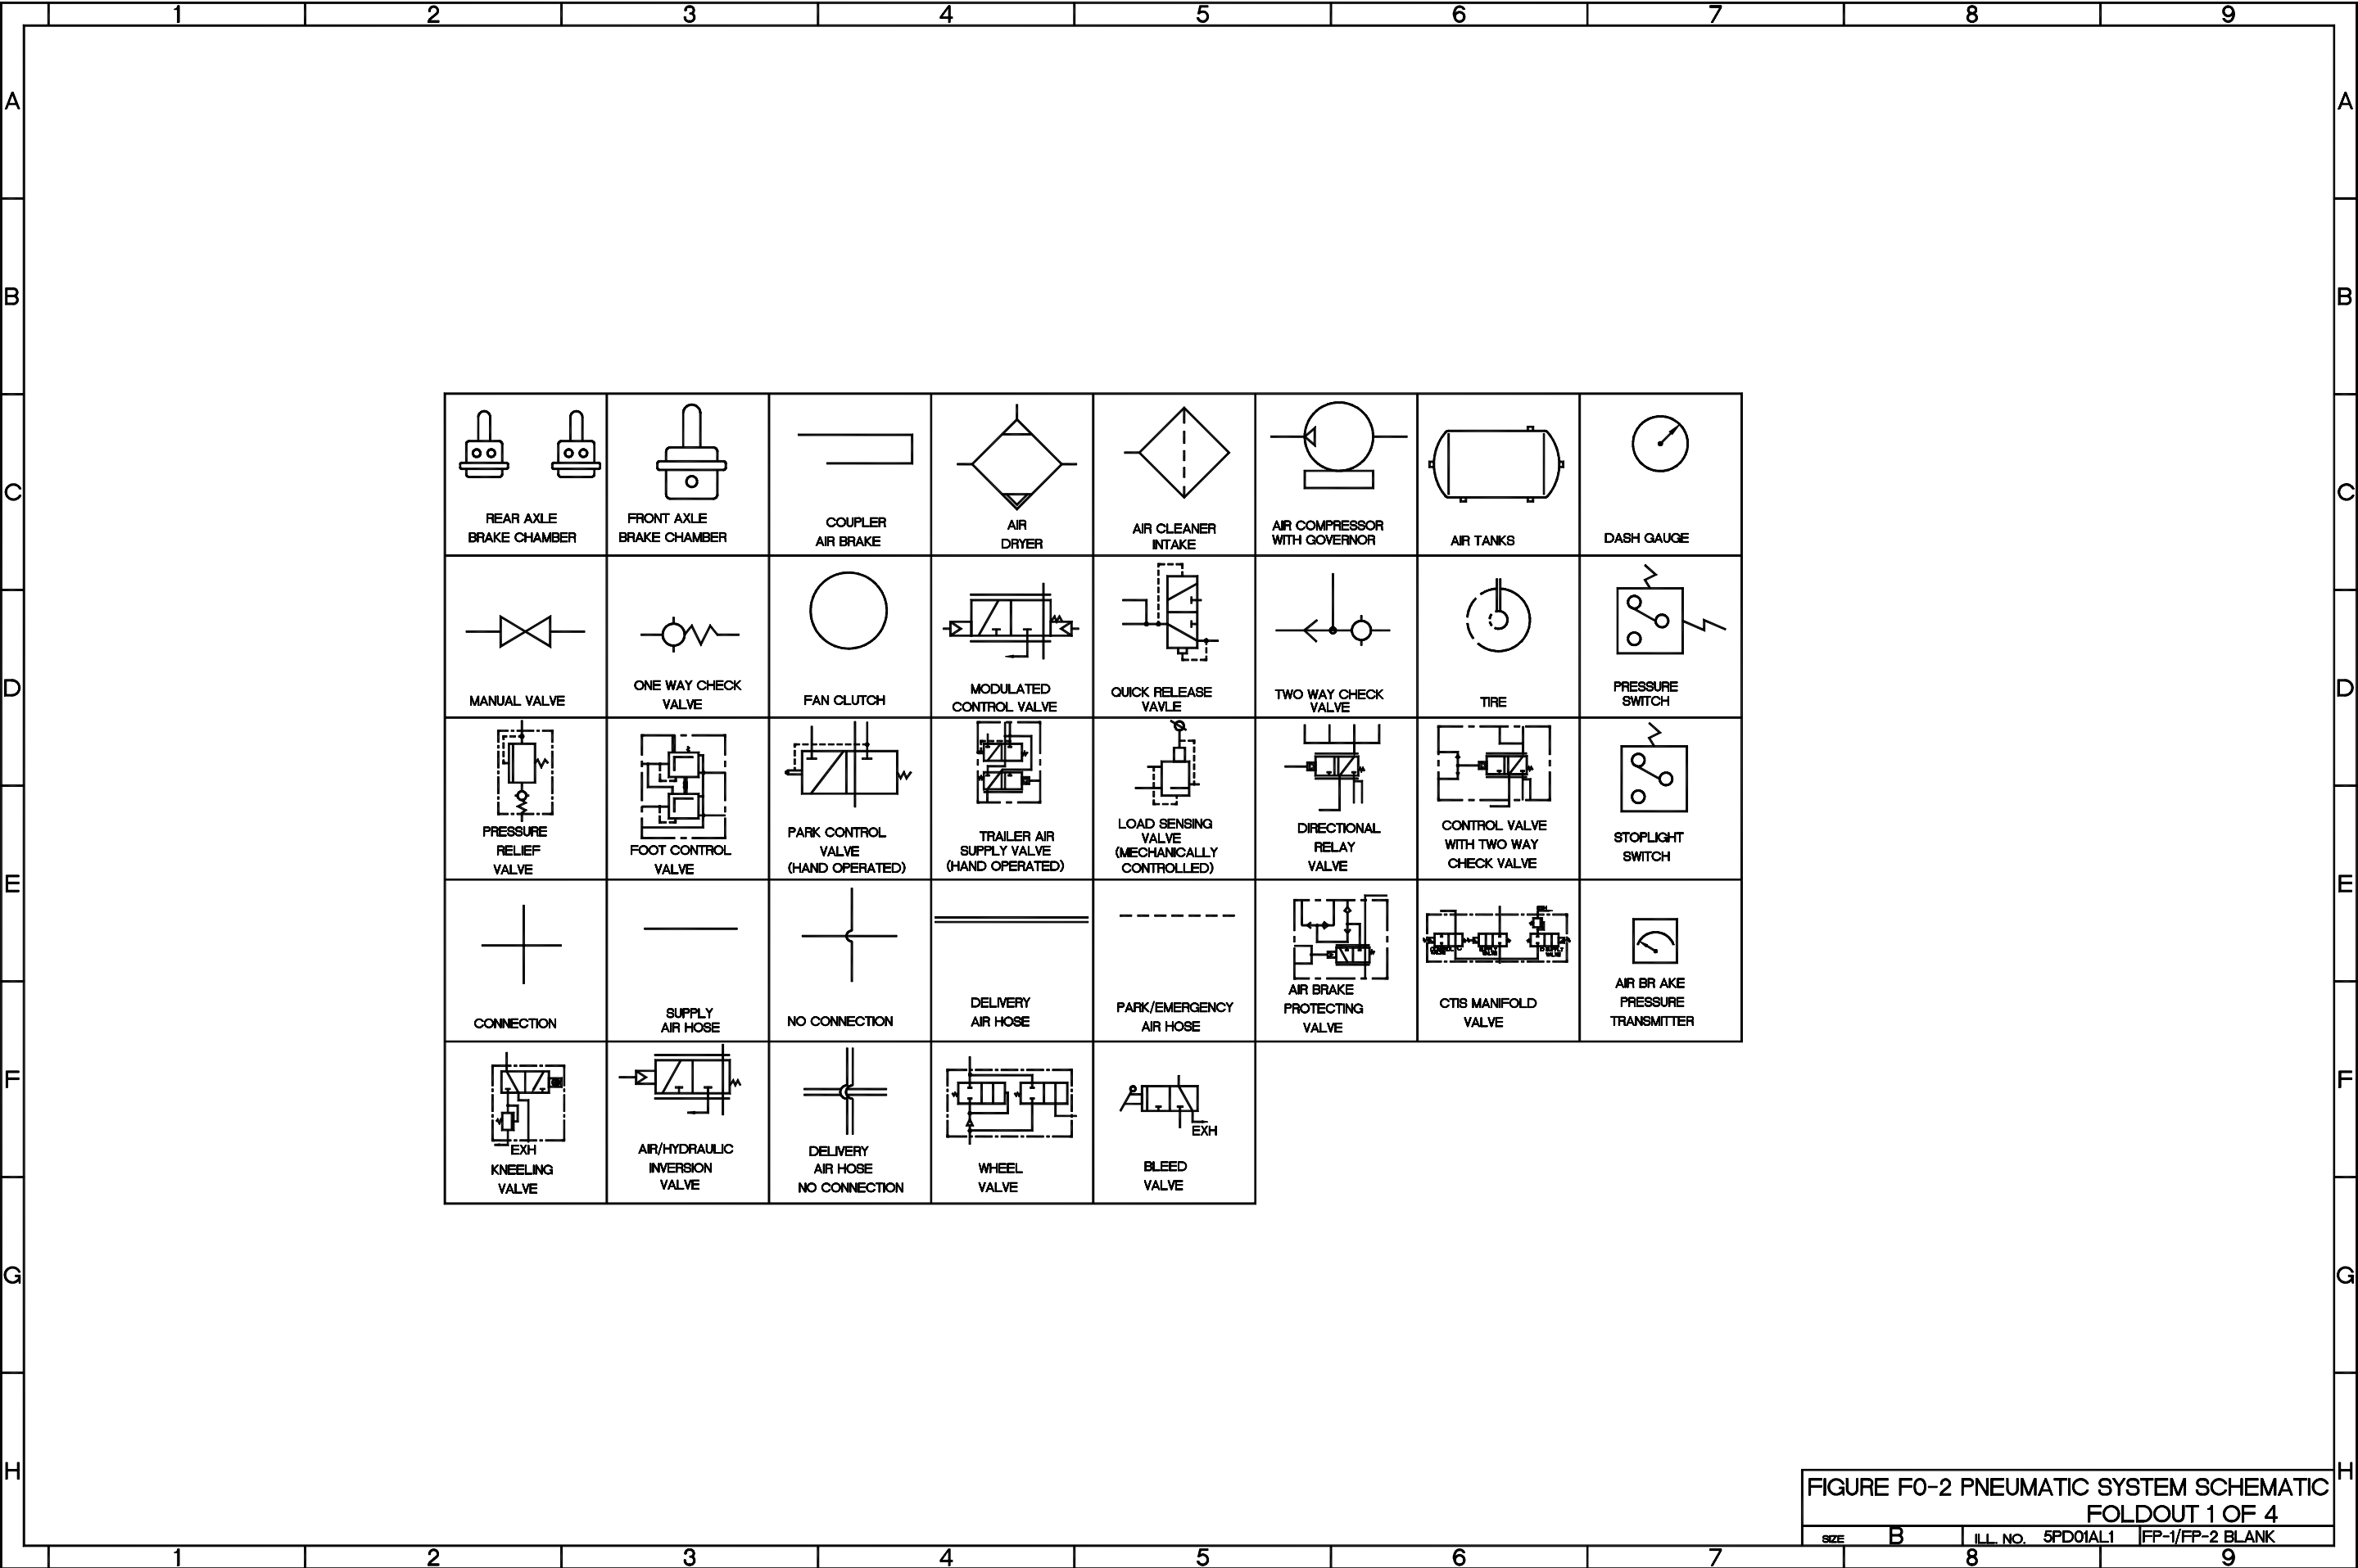 1 2 3 4 5 6 7 8 9
A A
B B
C C
REAR AXLE
BRAKE CHAMBER
FRONT AXLE
BRAKE CHAMBER
COUPLER
AIR BRAKE
AIR
DRYER
AIR CLEANER
INTAKE
AIR COMPRESSOR
WITH GOVERNOR
AIR TANKS
DASH GAUGE
MANUAL VALVE
ONE WAY CHECK
VALVE
FAN CLUTCH
MODULATED
CONTROL VALVE
QUICK RELEASE
VAVLE
TWO WAY CHECK
VALVE
TIRE
PRESSURE
SWITCH
D D
PRESSURE
RELIEF
VALVE
FOOT CONTROL
VALVE
PARK CONTROL
VALVE
(HAND OPERATED)
TRAILER AIR
SUPPLY VALVE
(HAND OPERATED)
LOAD SENSING
VALVE
(MECHANICALLY
CONTROLLED)
DIRECTIONAL
RELAY
VALVE
CONTROL VALVE
WITH TWO WAY
CHECK VALVE
STOPLIGHT
SWITCH
E E
CONNECTION
SUPPLY
AIR HOSE
NO CONNECTION
DELIVERY
AIR HOSE
PARK/EMERGENCY
AIR HOSE
AIR BRAKE
PROTECTING
VALVE
CTIS MANIFOLD
VALVE
AIR BR AKE
PRESSURE
TRANSMITTER
F F
EXH
KNEELING
VALVE
AIR/HYDRAULIC
INVERSION
VALVE
DELIVERY
AIR HOSE
NO CONNECTION
WHEEL
VALVE
EXH
BLEED
VALVE
G G
H H
FIGURE FO-2 PNEUMATIC SYSTEM SCHEMATIC
FOLDOUT 1 OF 4
SIZE B ILL. NO. 5PD01AL1 FP-1/FP-2 BLANK
1 2 3 4 5 6 7 8 9